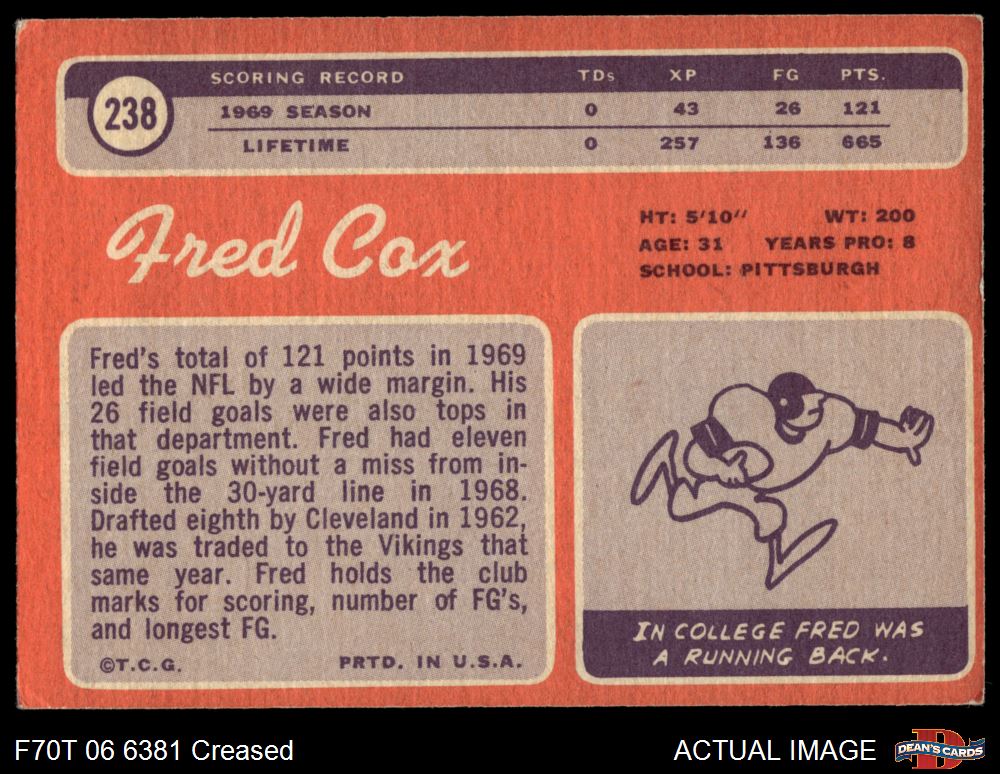 SCORING RECORD TDs XP FG PTS.
238
1969 SEASON 0 43 26 121
LIFETIME 0 257 136 665
Fred Cox
HT: 5'10" WT: 200
AGE: 31 YEARS PRO: 8
SCHOOL: PITTSBURGH
Fred's total of 121 points in 1969
led the NFL by a wide margin. His
26 field goals were also tops in
that department. Fred had eleven
field goals without a miss from in-
side the 30-yard line in 1968.
Drafted eighth by Cleveland in 1962,
he was traded to the Vikings that
same year. Fred holds the club
marks for scoring, number of FG's,
and longest FG.
©T.C.G. PRTD. IN U.S.A.
IN COLLEGE FRED WAS
A RUNNING BACK.
F70T 06 6381 Creased
ACTUAL IMAGE
D
DEAN'S CARDS